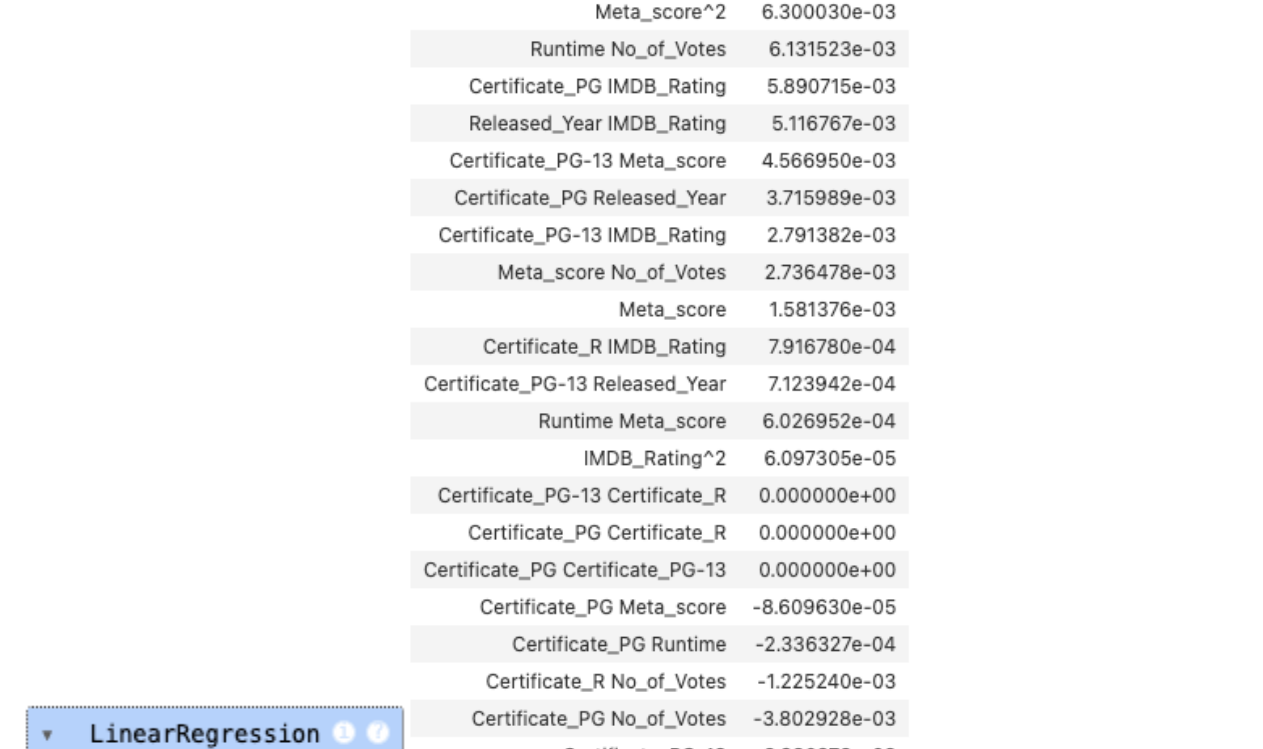 Meta_score^2 6.300030e-03
Runtime No_of_Votes 6.131523e-03
Certificate_PG IMDB_Rating 5.890715e-03
Released_Year IMDB_Rating 5.116767e-03
Certificate_PG-13 Meta_score 4.566950e-03
Certificate_PG Released_Year 3.715989e-03
Certificate_PG-13 IMDB_Rating 2.791382e-03
Meta_score No_of_Votes 2.736478e-03
Meta_score 1.581376e-03
Certificate_R IMDB_Rating 7.916780e-04
Certificate_PG-13 Released_Year 7.123942e-04
Runtime Meta_score 6.026952e-04
IMDB_Rating^2 6.097305e-05
Certificate_PG-13 Certificate_R 0.000000e+00
Certificate_PG Certificate_R 0.000000e+00
Certificate_PG Certificate_PG-13 0.000000e+00
Certificate_PG Meta_score -8.609630e-05
Certificate_PG Runtime -2.336327e-04
Certificate_R No_of_Votes -1.225240e-03
Certificate_PG No_of_Votes -3.802928e-03
▾ LinearRegression i ?